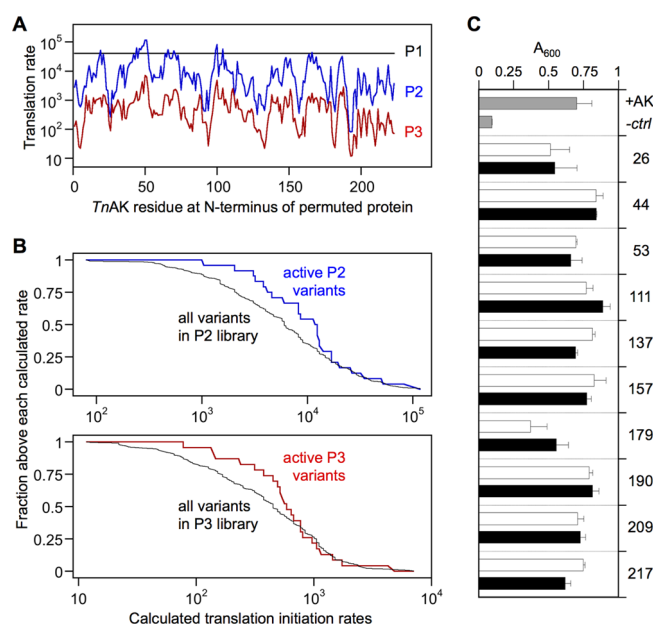 A
Translation rate
10⁵
10⁴
10³
10²
10
P1
P2
P3
0
50
100
150
200
TnAK residue at N-terminus of permuted protein
B
Fraction above each calculated rate
1
0.75
0.50
0.25
0
active P2
variants
all variants
in P2 library
10²
10³
10⁴
10⁵
1
0.75
0.5
0.25
0
active P3
variants
all variants
in P3 library
10
10²
10³
10⁴
Calculated translation initiation rates
C
A₆₀₀
0 0.25 0.5 0.75 1
+AK
-ctrl
26
44
53
111
137
157
179
190
209
217